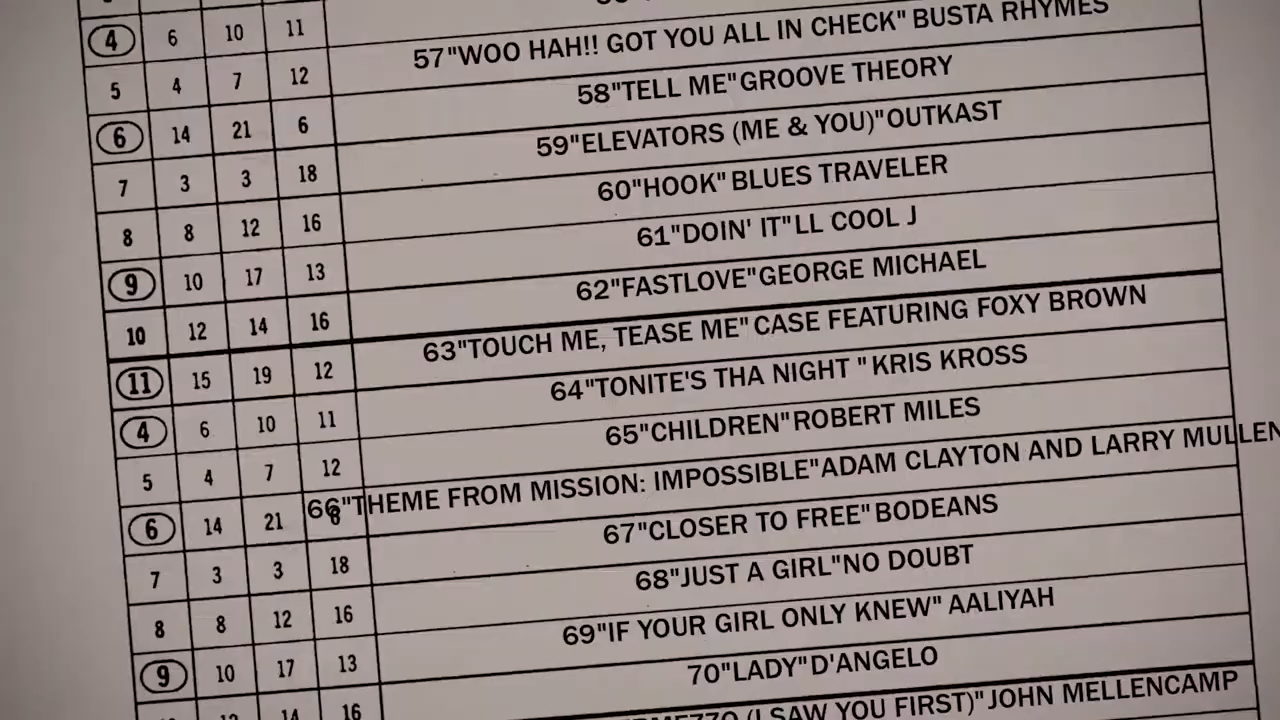 4 6 10 11
57"WOO HAH!! GOT YOU ALL IN CHECK" BUSTA RHYMES
5 4 7 12
58"TELL ME"GROOVE THEORY
6 14 21 6
59"ELEVATORS (ME & YOU)"OUTKAST
7 3 3 18
60"HOOK" BLUES TRAVELER
8 8 12 16
61"DOIN' IT"LL COOL J
9 10 17 13
62"FASTLOVE"GEORGE MICHAEL
10 12 14 16
63"TOUCH ME, TEASE ME" CASE FEATURING FOXY BROWN
11 15 19 12
64"TONITE'S THA NIGHT " KRIS KROSS
4 6 10 11
65"CHILDREN"ROBERT MILES
5 4 7 12
66"THEME FROM MISSION: IMPOSSIBLE"ADAM CLAYTON AND LARRY MULLEN
6 14 21 6
67"CLOSER TO FREE" BODEANS
7 3 3 18
68"JUST A GIRL"NO DOUBT
8 8 12 16
69"IF YOUR GIRL ONLY KNEW" AALIYAH
9 10 17 13
70"LADY"D'ANGELO
14 16
(I SAW YOU FIRST)"JOHN MELLENCAMP